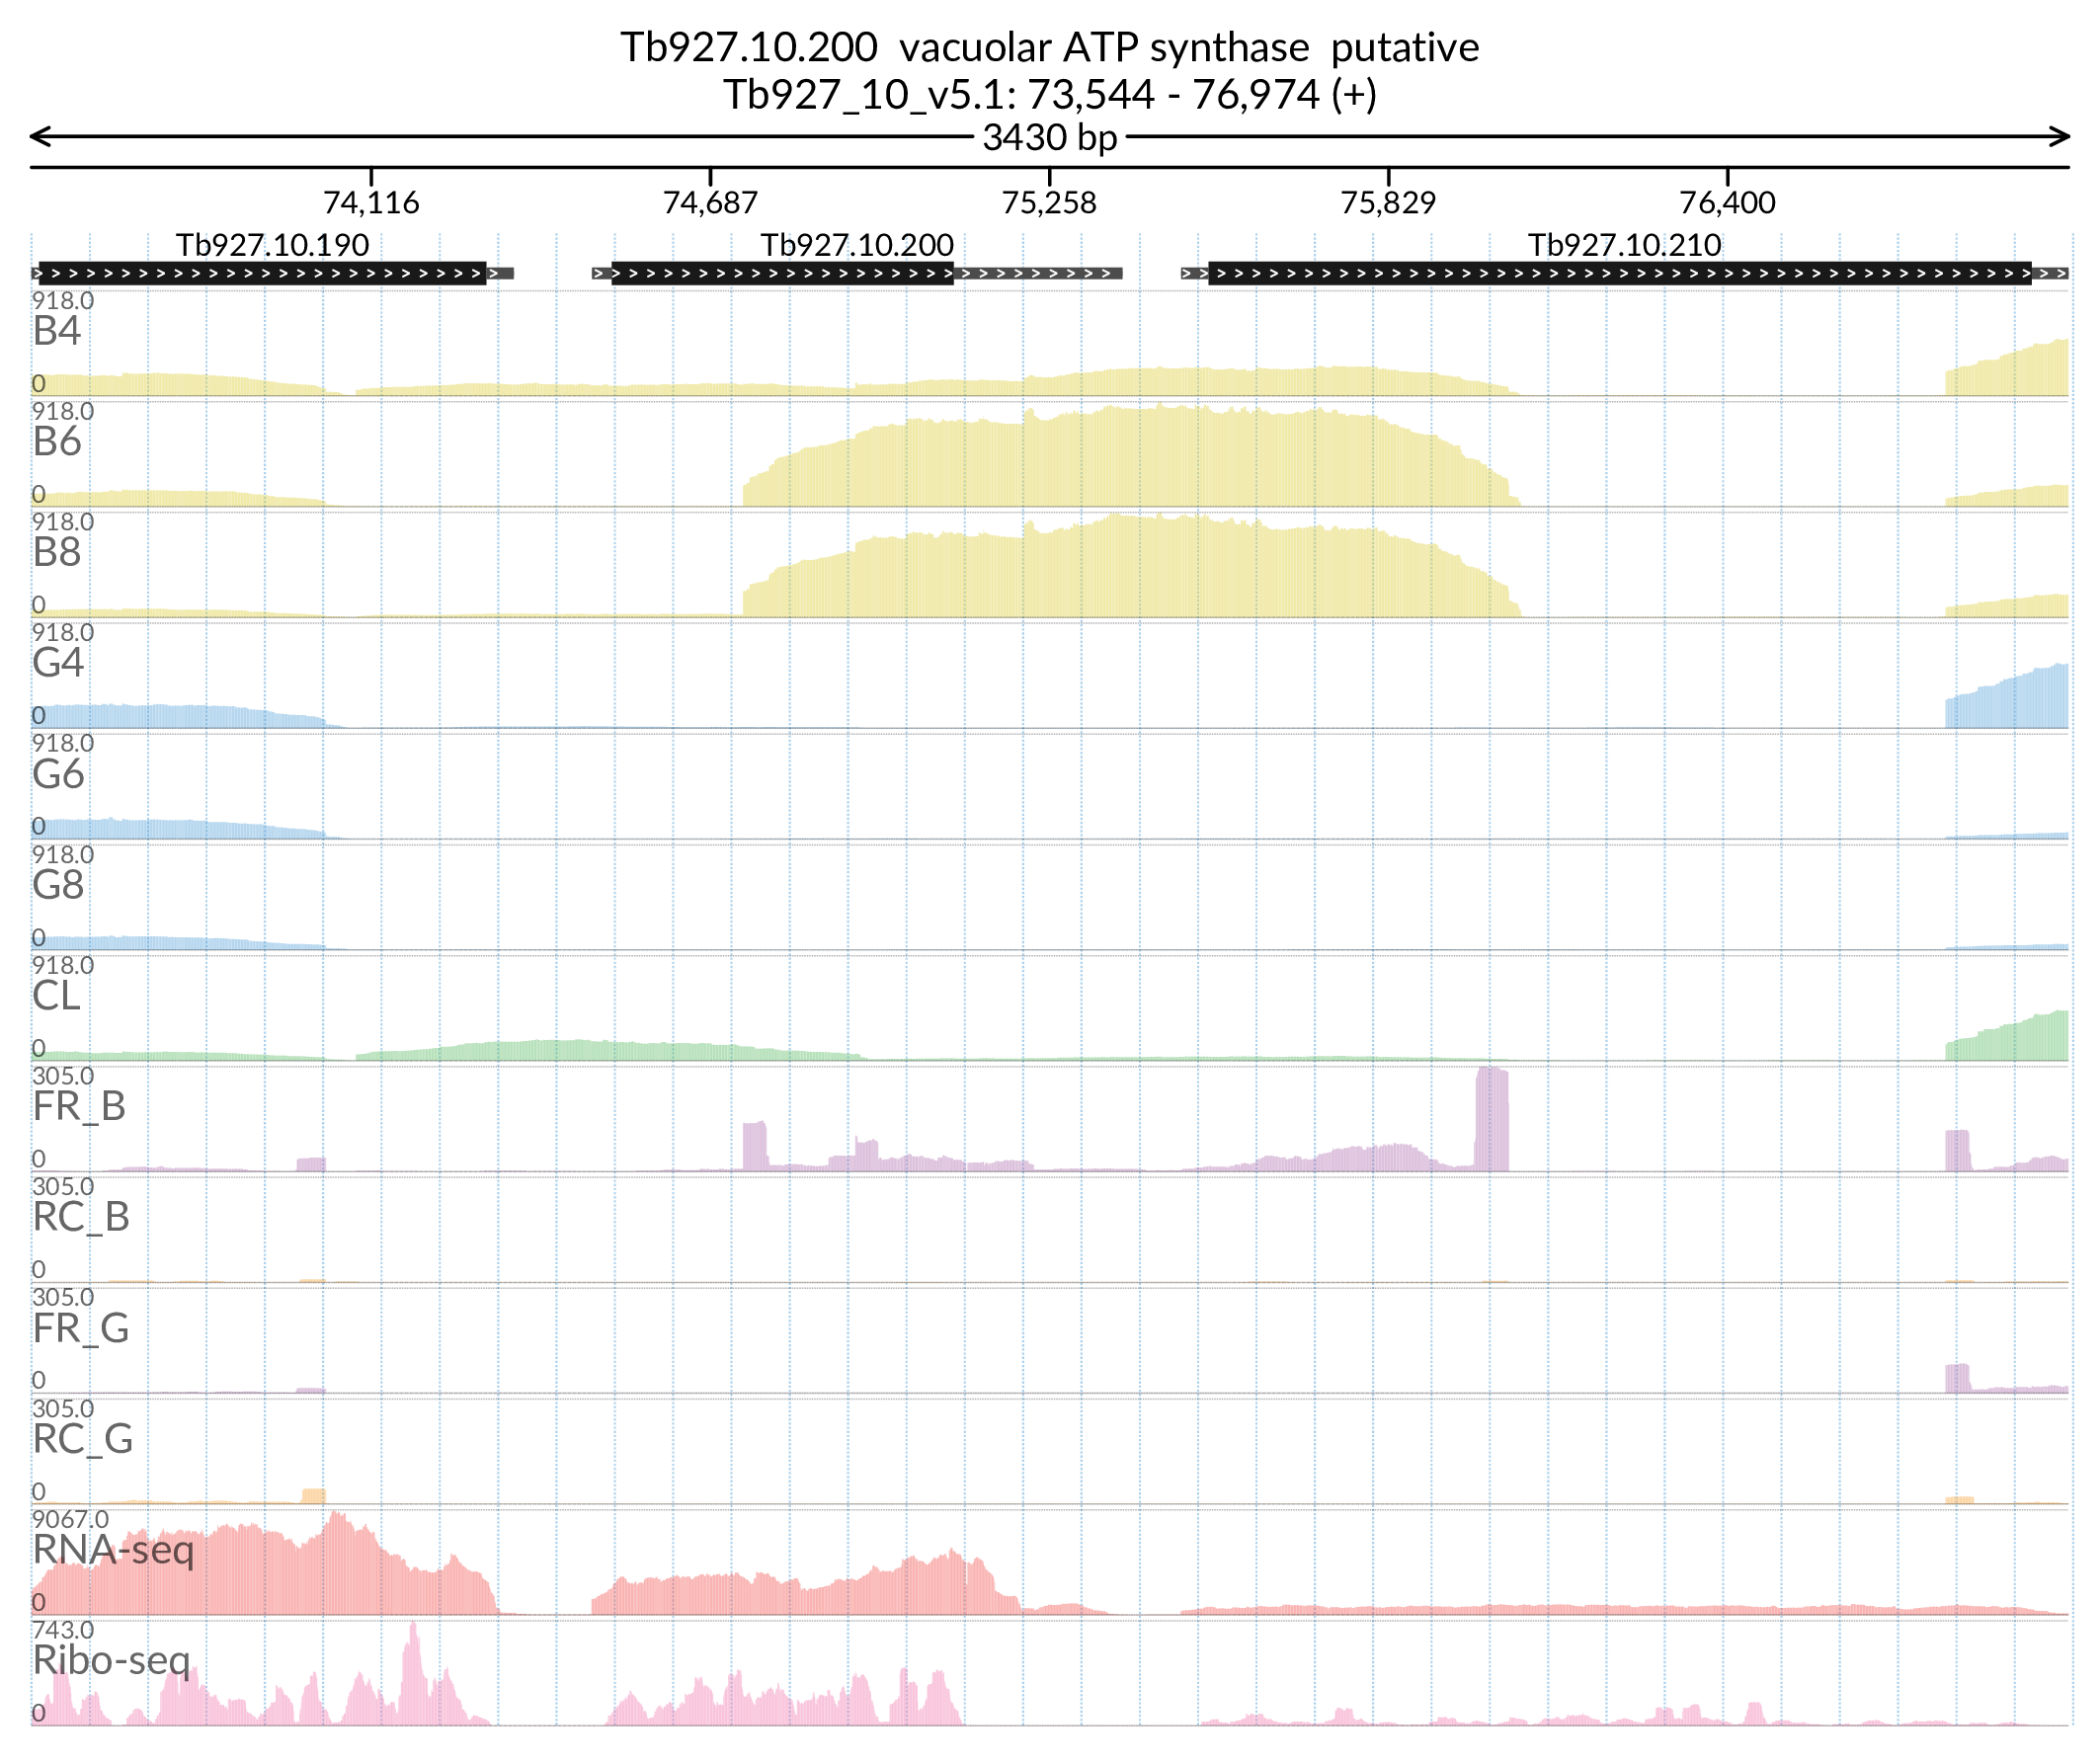 Tb927.10.200  vacuolar ATP synthase  putative
Tb927_10_v5.1: 73,544 - 76,974 (+)
3430 bp
74,116 74,687 75,258 75,829 76,400
Tb927.10.190 Tb927.10.200 Tb927.10.210
918.0
B4
0
918.0
B6
0
918.0
B8
0
918.0
G4
0
918.0
G6
0
918.0
G8
0
918.0
CL
0
305.0
FR_B
0
305.0
RC_B
0
305.0
FR_G
0
305.0
RC_G
0
9067.0
RNA-seq
0
743.0
Ribo-seq
0